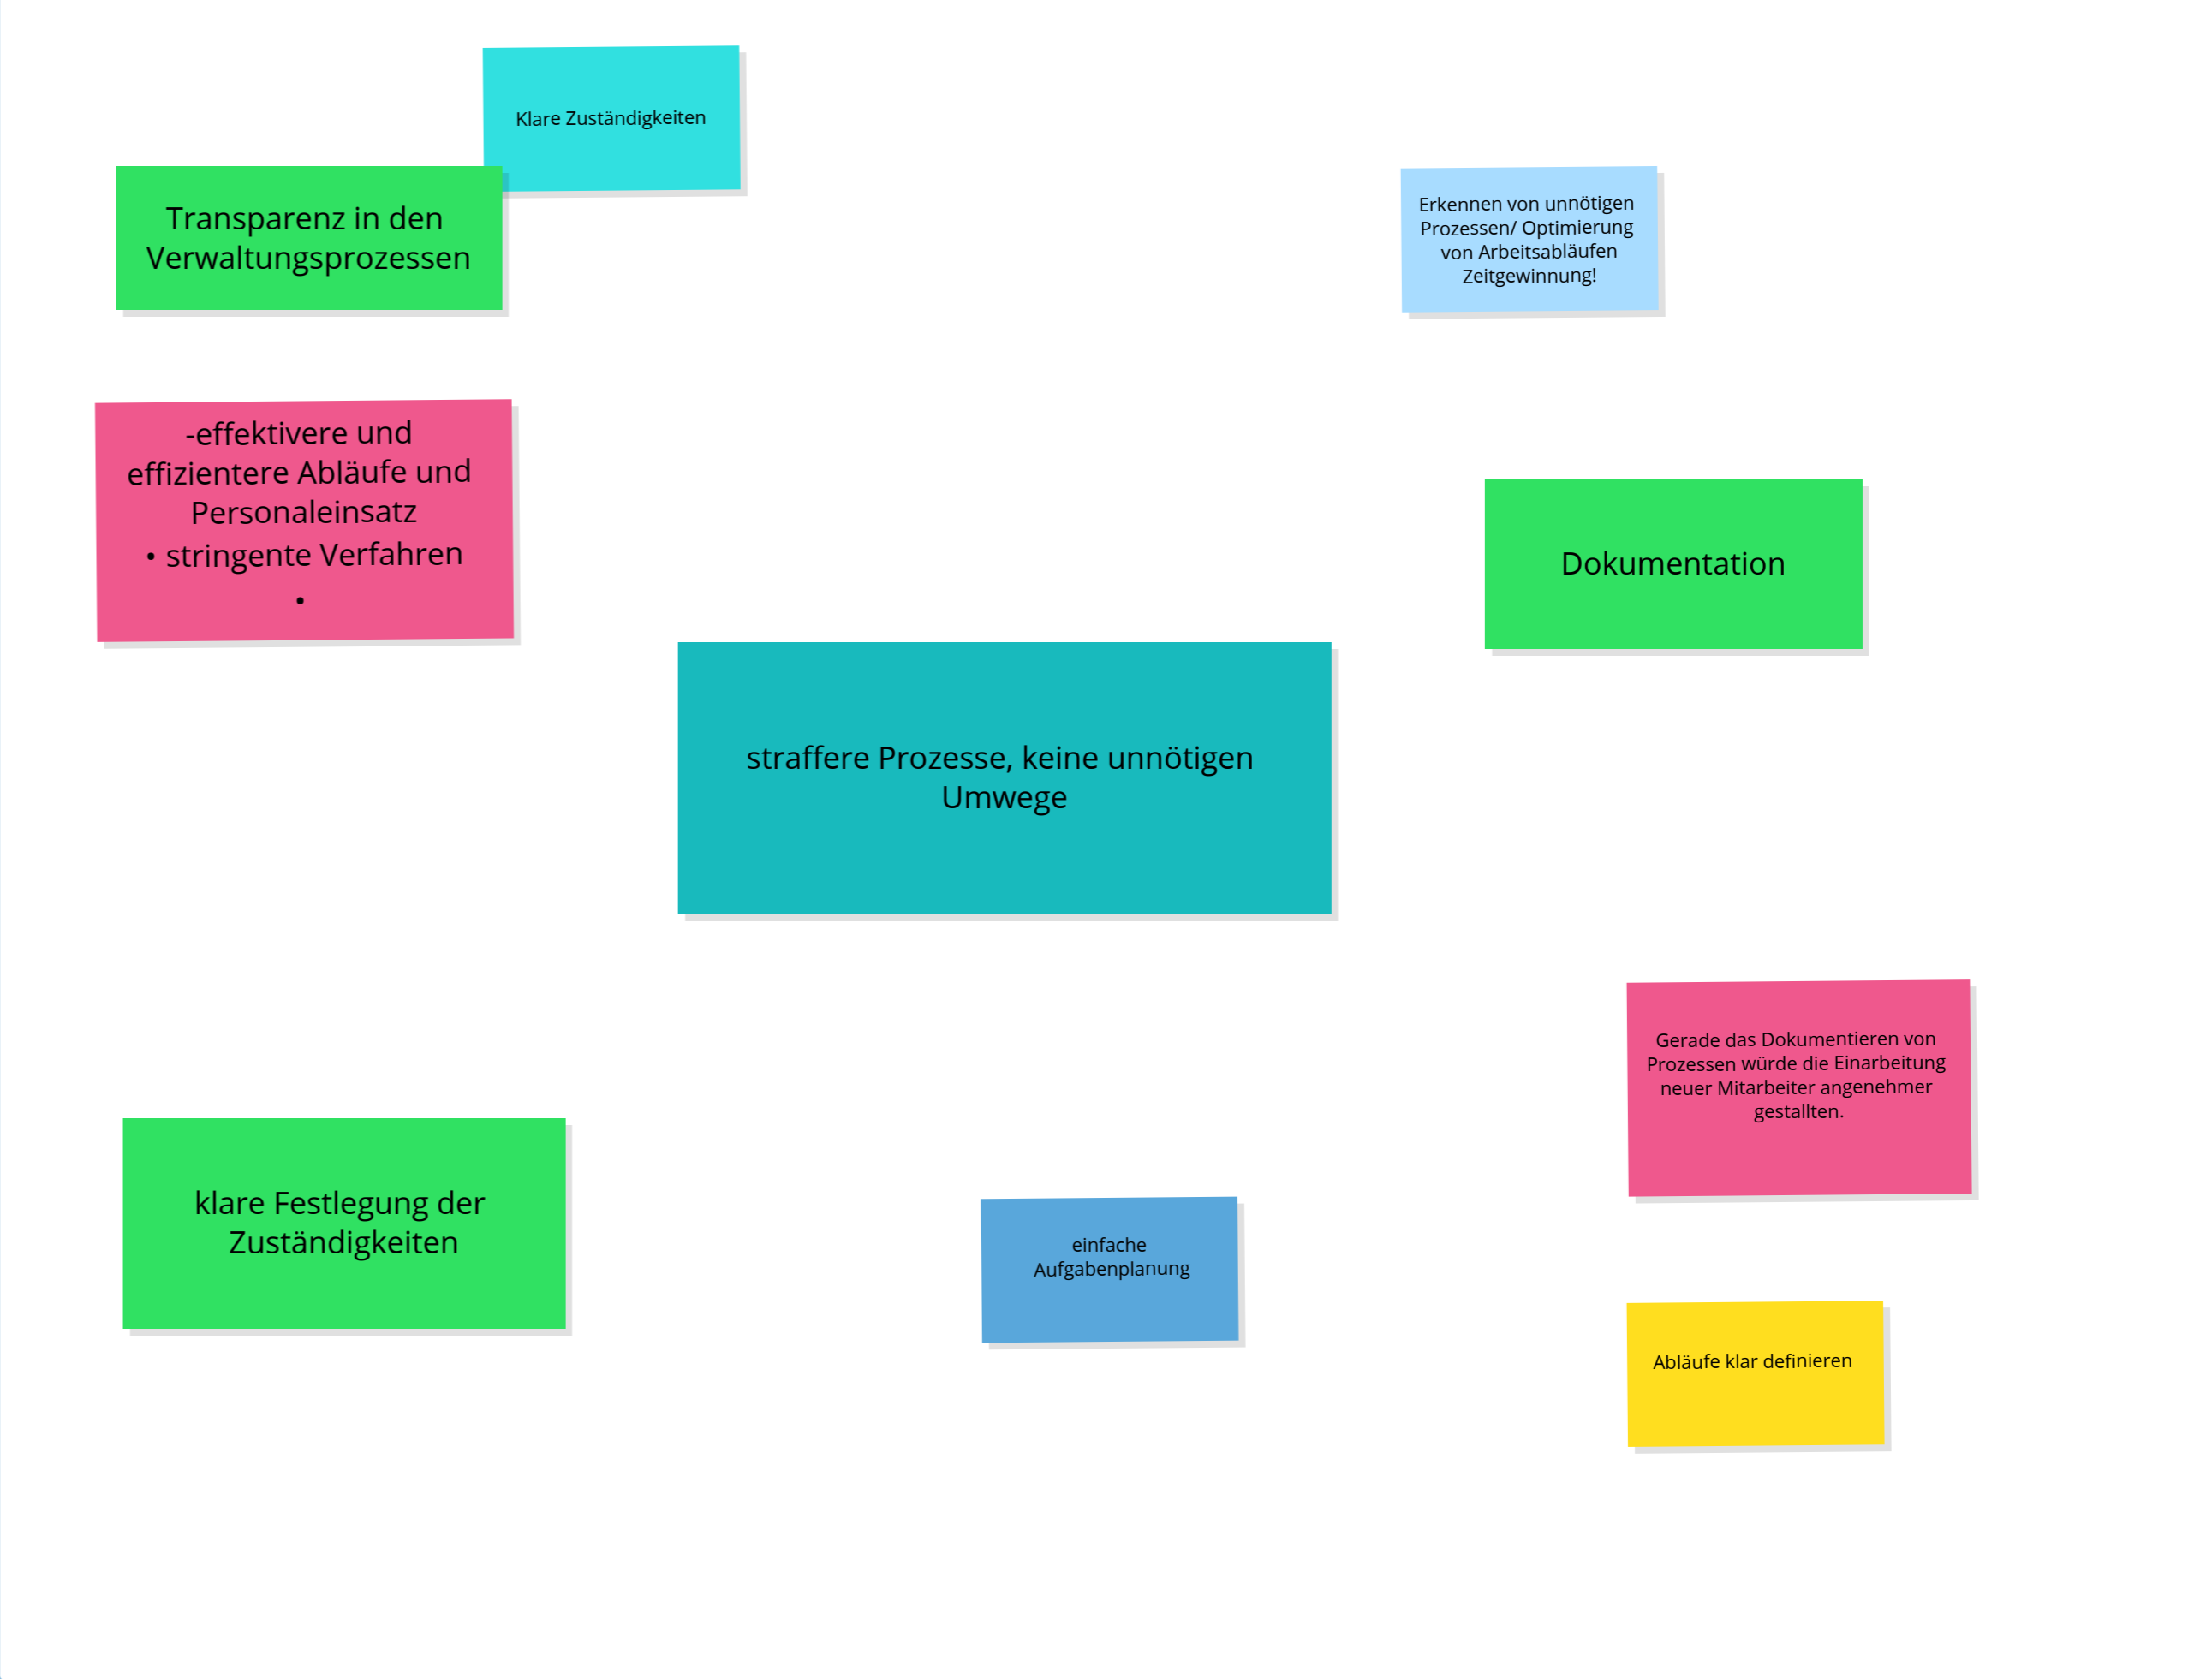 Klare Zuständigkeiten
Transparenz in den
Verwaltungsprozessen
Erkennen von unnötigen
Prozessen/ Optimierung
von Arbeitsabläufen
Zeitgewinnung!
-effektivere und
effizientere Abläufe und
Personaleinsatz
• stringente Verfahren
•
Dokumentation
straffere Prozesse, keine unnötigen
Umwege
Gerade das Dokumentieren von
Prozessen würde die Einarbeitung
neuer Mitarbeiter angenehmer
gestallten.
klare Festlegung der
Zuständigkeiten
einfache
Aufgabenplanung
Abläufe klar definieren